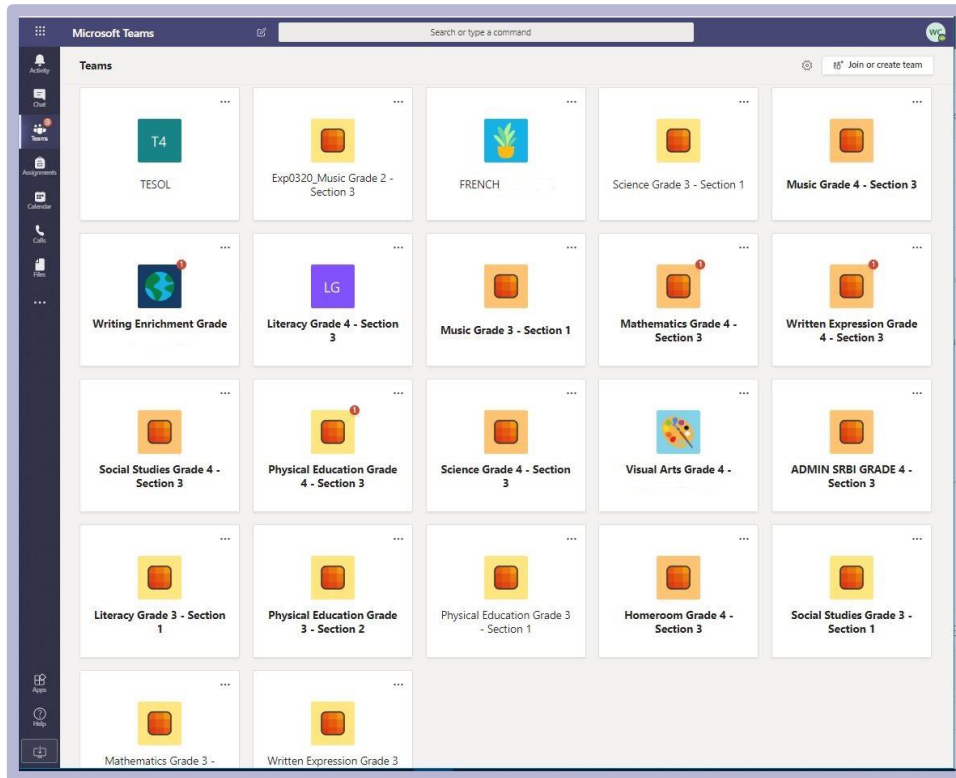 Microsoft Teams
Search or type a command
WC
Activity
Teams
Join or create team
Chat
Teams
Assignments
Calendar
Calls
Files
...
T4
TESOL
Exp0320_Music Grade 2 -
Section 3
FRENCH
Science Grade 3 - Section 1
Music Grade 4 - Section 3
1
Writing Enrichment Grade
LG
Literacy Grade 4 - Section
3
Music Grade 3 - Section 1
1
Mathematics Grade 4 -
Section 3
1
Written Expression Grade
4 - Section 3
Social Studies Grade 4 -
Section 3
1
Physical Education Grade
4 - Section 3
Science Grade 4 - Section
3
Visual Arts Grade 4 -
ADMIN SRBI GRADE 4 -
Section 3
Literacy Grade 3 - Section
1
Physical Education Grade
3 - Section 2
Physical Education Grade 3
- Section 1
Homeroom Grade 4 -
Section 3
Social Studies Grade 3 -
Section 1
Apps
Help
Mathematics Grade 3 -
Written Expression Grade 3